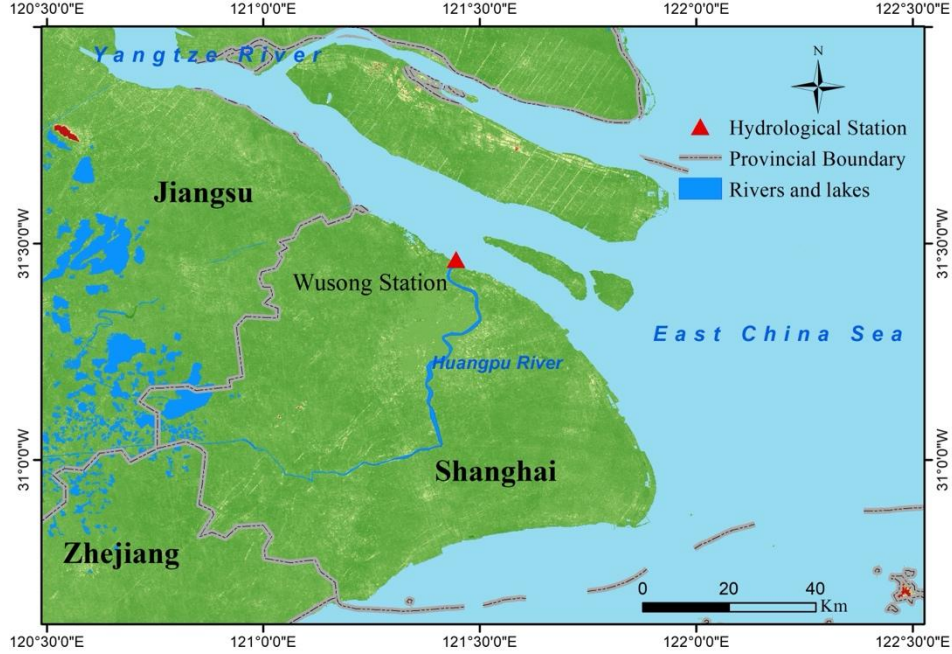 120°30'0"E 121°0'0"E 121°30'0"E 122°0'0"E 122°30'0"E
Yangtze River
N
Hydrological Station
Provincial Boundary
Rivers and lakes
Jiangsu
31°30'0"W 31°30'0"W
Wusong Station
East China Sea
Huangpu River
31°0'0"W 31°0'0"W
Shanghai
Zhejiang
0 20 40
Km
120°30'0"E 121°0'0"E 121°30'0"E 122°0'0"E 122°30'0"E